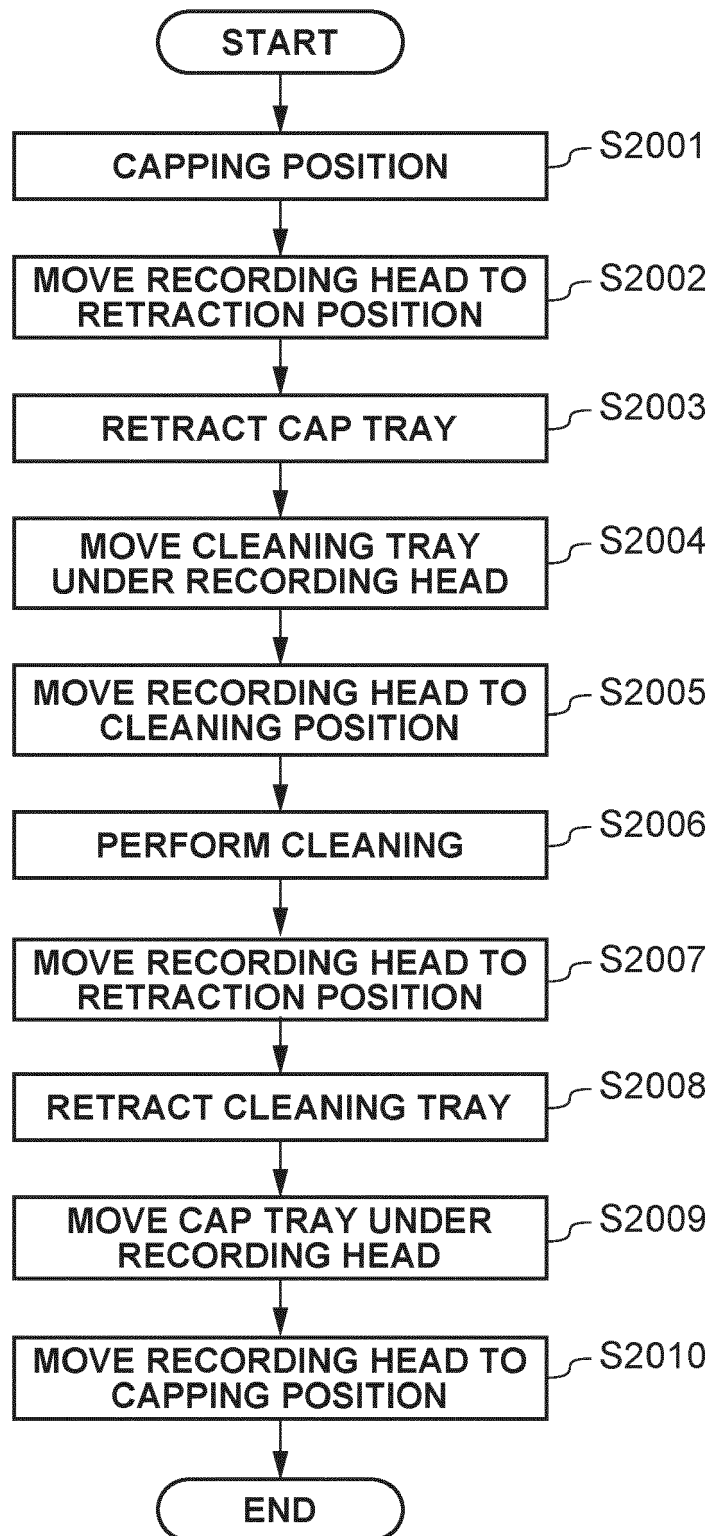 START
CAPPING POSITION
S2001
MOVE RECORDING HEAD TO
RETRACTION POSITION
S2002
RETRACT CAP TRAY
S2003
MOVE CLEANING TRAY
UNDER RECORDING HEAD
S2004
MOVE RECORDING HEAD TO
CLEANING POSITION
S2005
PERFORM CLEANING
S2006
MOVE RECORDING HEAD TO
RETRACTION POSITION
S2007
RETRACT CLEANING TRAY
S2008
MOVE CAP TRAY UNDER
RECORDING HEAD
S2009
MOVE RECORDING HEAD TO
CAPPING POSITION
S2010
END